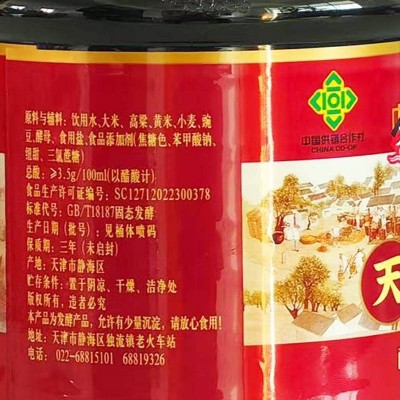 原料与辅料：饮用水、大米、高粱、黄米、小麦、豌
豆、酵母、食用盐、食品添加剂(焦糖色、苯甲酸钠、
纽甜、三氯蔗糖)
总酸：≥3.5g/100ml(以醋酸计)
食品生产许可证编号：SC12712022300378
标准代号：GB/T18187固态发酵
生产日期（批号）：见桶体喷码
保质期：三年（未启封）
产地：天津市静海区
贮存条件：置于阴凉、干燥、洁净处
版权所有，造者必究
本产品为发酵产品，允许有少量沉淀，请放心食用！
地址：天津市静海区独流镇老火车站
电话：022-68815101 68819326
中国供销合作社
CHINA CO-OP
天